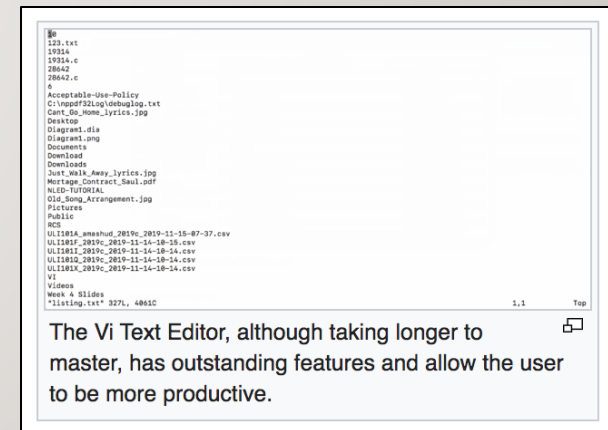 123.txt
19314
19314.c
28642
28642.c
6
Acceptable-Use-Policy
C:\nppdf32Log\debuglog.txt
Cant_Go_Home_lyrics.jpg
Desktop
Diagram1.dia
Diagram1.png
Documents
Download
Downloads
Just_Walk_Away_lyrics.jpg
Mortage_Contract_Saul.pdf
NLED-TUTORIAL
Old_Song_Arrangement.jpg
Pictures
Public
RCS
ULI101A_amashud_2019c_2019-11-15-07-37.csv
ULI101F_2019c_2019-11-14-10-15.csv
ULI101I_2019c_2019-11-14-10-14.csv
ULI101Q_2019c_2019-11-14-10-14.csv
ULI101X_2019c_2019-11-14-10-14.csv
VI
Videos
Week 4 Slides
"listing.txt" 327L, 4061C 1,1 Top
The Vi Text Editor, although taking longer to
master, has outstanding features and allow the user
to be more productive.